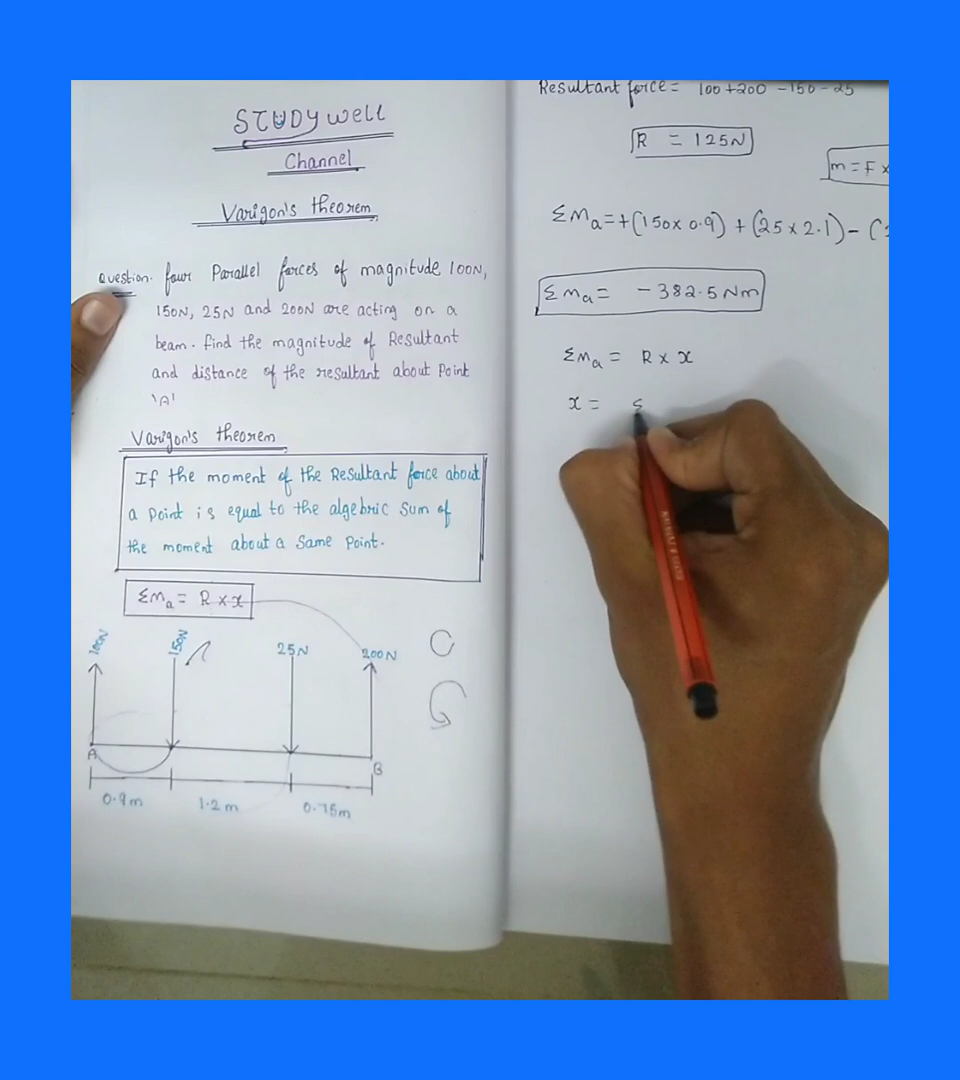 STUDY well
Channel
Varigon's theorem
Question. four Parallel forces of magnitude 100N,
150N, 25N and 200N are acting on a
beam. find the magnitude of Resultant
and distance of the resultant about Point
'A'
Varigon's theorem
If the moment of the Resultant force about
a point is equal to the algebric sum of
the moment about a Same Point.
ΣMa = R × x
100N
150N
25N
200N
A
B
0.9m
1.2m
0.75m
Resultant force = 100 + 200 - 150 - 25
R = 125N
m = F ×
ΣMa = + (150 × 0.9) + (25 × 2.1) - (
ΣMa = - 382.5 Nm
ΣMa = R × x
x =